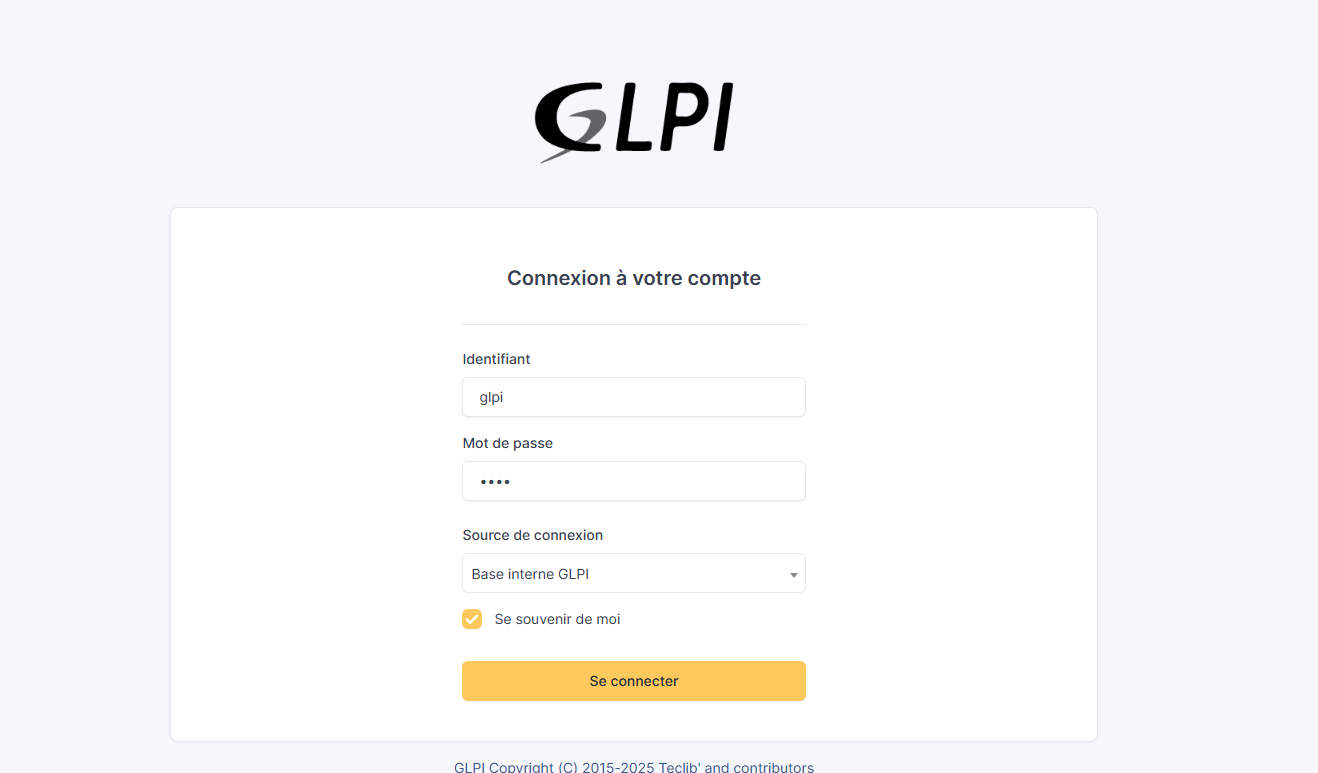 GLPI
Connexion à votre compte
Identifiant
glpi
Mot de passe
••••
Source de connexion
Base interne GLPI
Se souvenir de moi
Se connecter
GLPI Copyright (C) 2015-2025 Teclib' and contributors